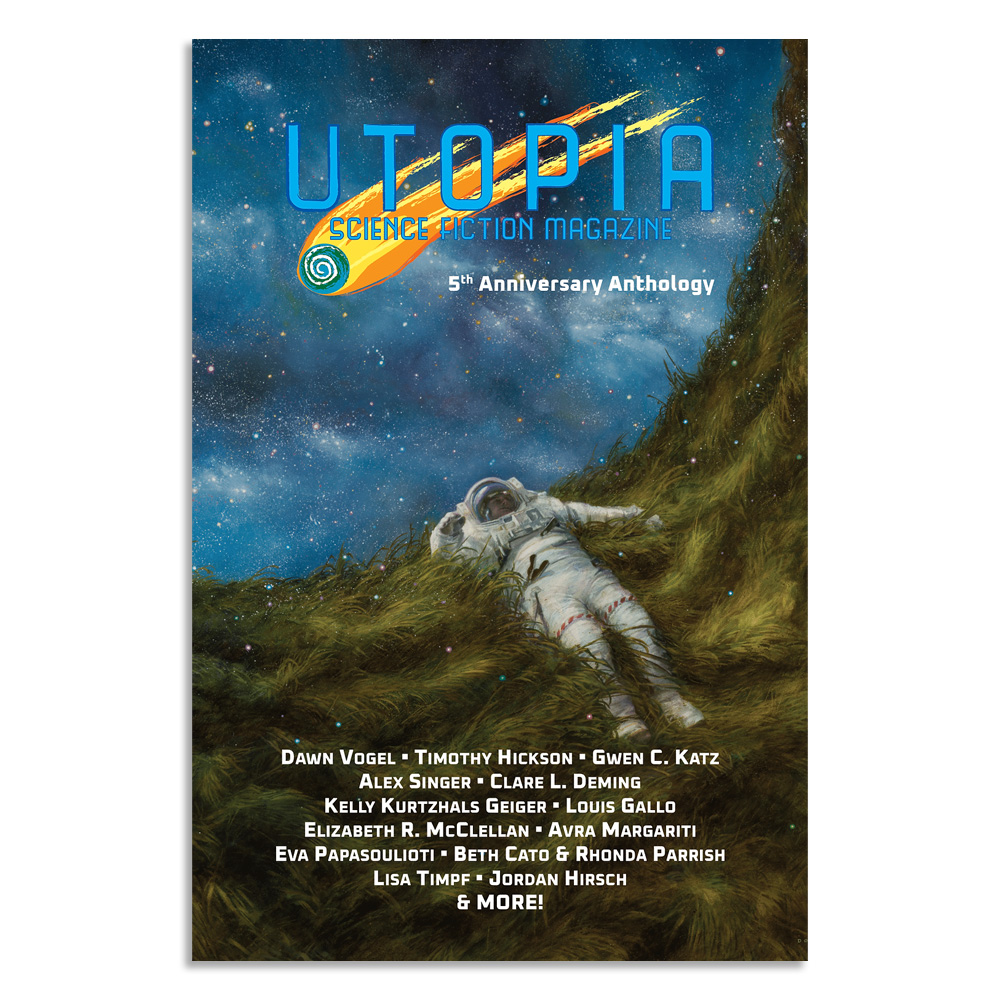 UTOPIA
SCIENCE FICTION MAGAZINE
5th Anniversary Anthology
Dawn Vogel ▪ Timothy Hickson ▪ Gwen C. Katz
Alex Singer ▪ Clare L. Deming
Kelly Kurtzhals Geiger ▪ Louis Gallo
Elizabeth R. McClellan ▪ Avra Margariti
Eva Papasoulioti ▪ Beth Cato & Rhonda Parrish
Lisa Timpf ▪ Jordan Hirsch
& MORE!